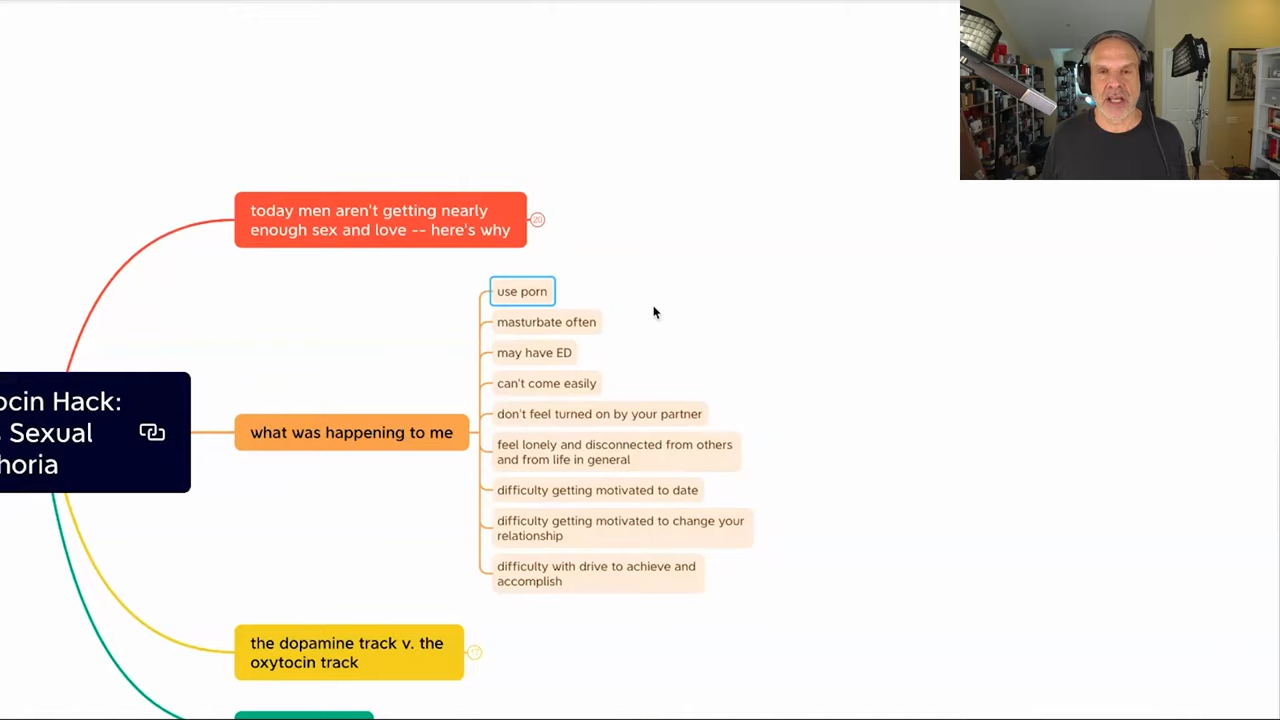 today men aren't getting nearly
enough sex and love -- here's why
20
use porn
masturbate often
may have ED
can't come easily
don't feel turned on by your partner
feel lonely and disconnected from others
and from life in general
difficulty getting motivated to date
difficulty getting motivated to change your
relationship
difficulty with drive to achieve and
accomplish
what was happening to me
ocin Hack:
Sexual
horia
the dopamine track v. the
oxytocin track